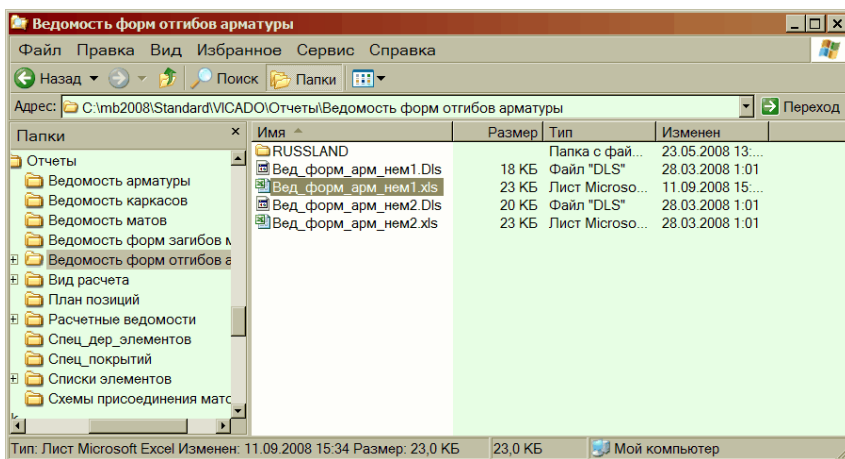 Ведомость форм отгибов арматуры
Файл Правка Вид Избранное Сервис Справка
Назад Поиск Папки
Адрес: C:\mb2008\Standard\VICADO\Отчеты\Ведомость форм отгибов арматуры Переход
Папки × Имя Размер Тип Изменен
Отчеты
Ведомость арматуры
Ведомость каркасов
Ведомость матов
Ведомость форм загибов м
Ведомость форм отгибов а
Вид расчета
План позиций
Расчетные ведомости
Спец_дер_элементов
Спец_покрытий
Списки элементов
Схемы присоединения матс
RUSSLAND Папка с фай... 23.05.2008 13:...
Вед_форм_арм_нем1.Dls 18 КБ Файл "DLS" 28.03.2008 1:01
Вед_форм_арм_нем1.xls 23 КБ Лист Microso... 11.09.2008 15:...
Вед_форм_арм_нем2.Dls 20 КБ Файл "DLS" 28.03.2008 1:01
Вед_форм_арм_нем2.xls 23 КБ Лист Microso... 28.03.2008 1:01
Тип: Лист Microsoft Excel Изменен: 11.09.2008 15:34 Размер: 23,0 КБ 23,0 КБ Мой компьютер